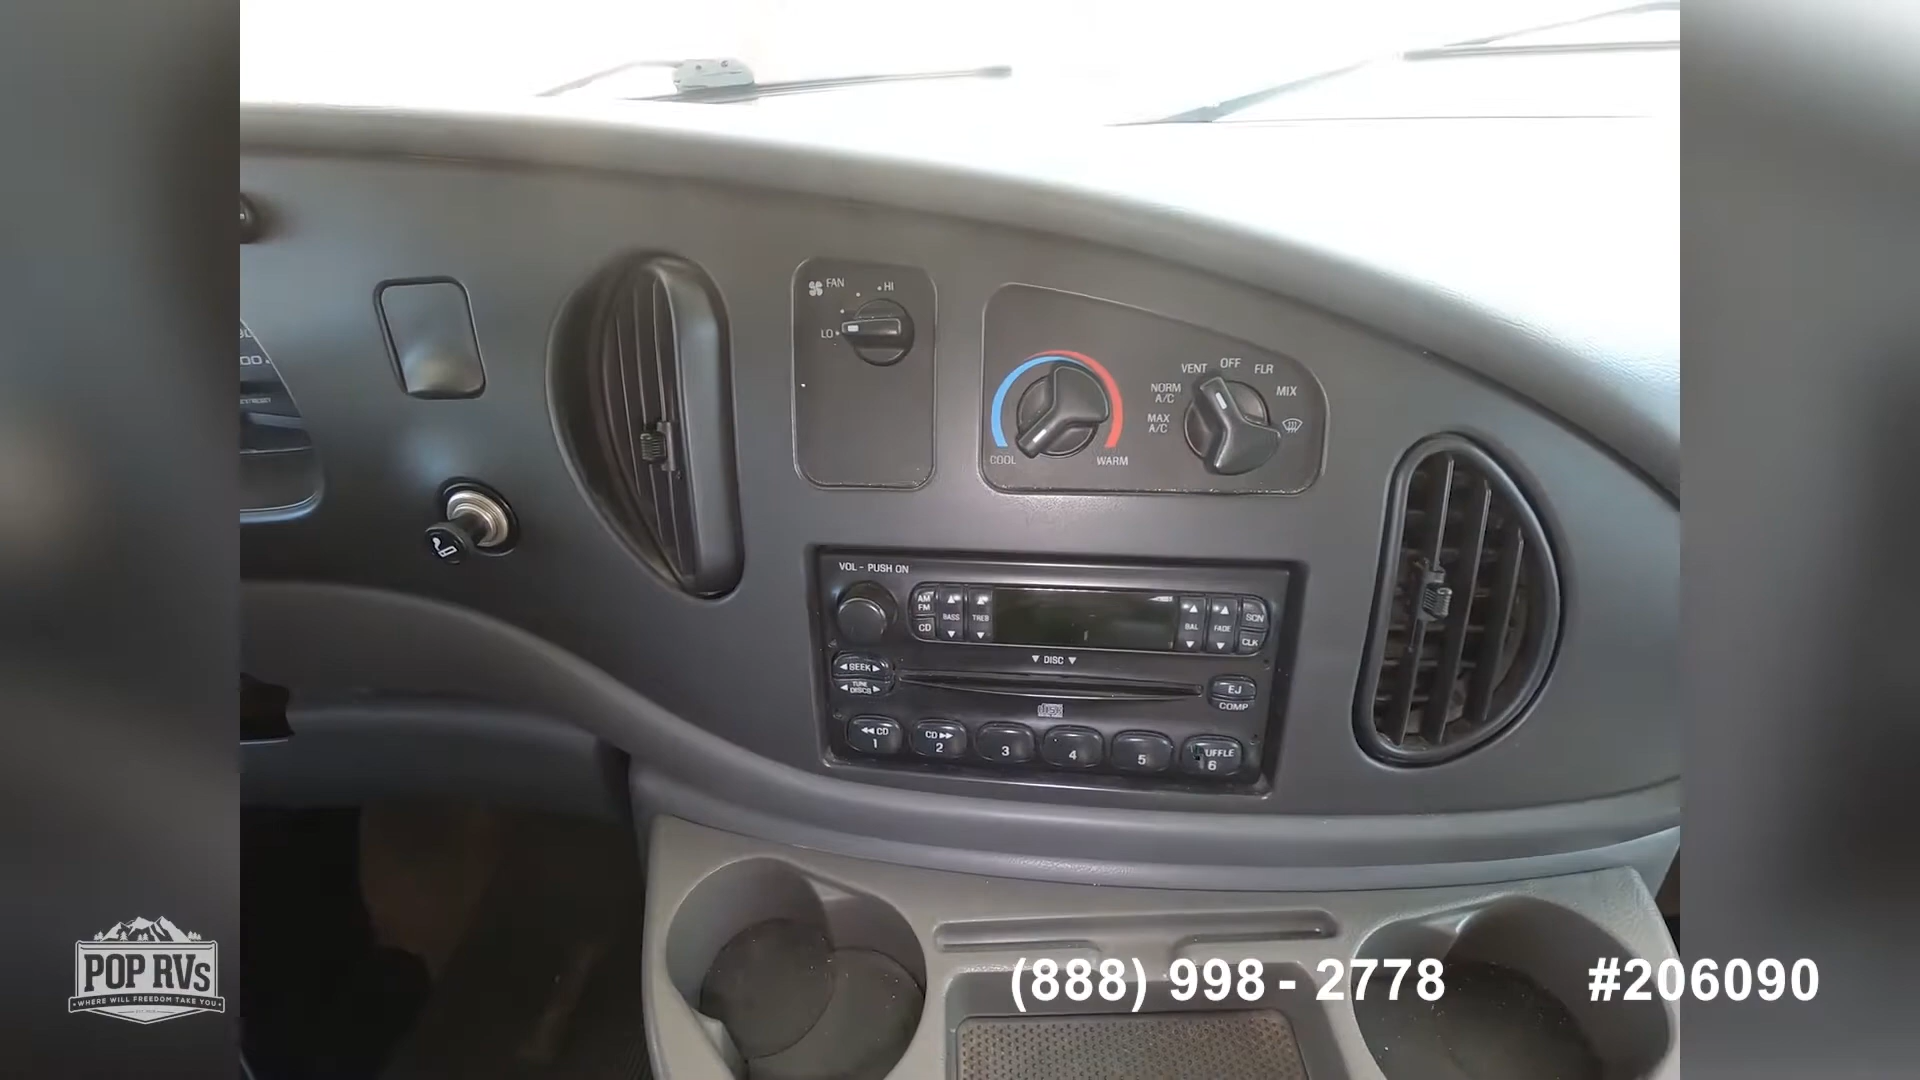 FAN
HI
LO
COOL
WARM
OFF
VENT
FLR
NORM
A/C
MIX
MAX
A/C
VOL - PUSH ON
AM
FM
CD
BASS
TREB
BAL
FADE
SCN
CLK
DISC
SEEK
TUNE
DISCS
EJ
COMP
CD
1
CD
2
3
4
5
UFFLE
6
POP RVs
WHERE WILL FREEDOM TAKE YOU
(888) 998 - 2778
#206090